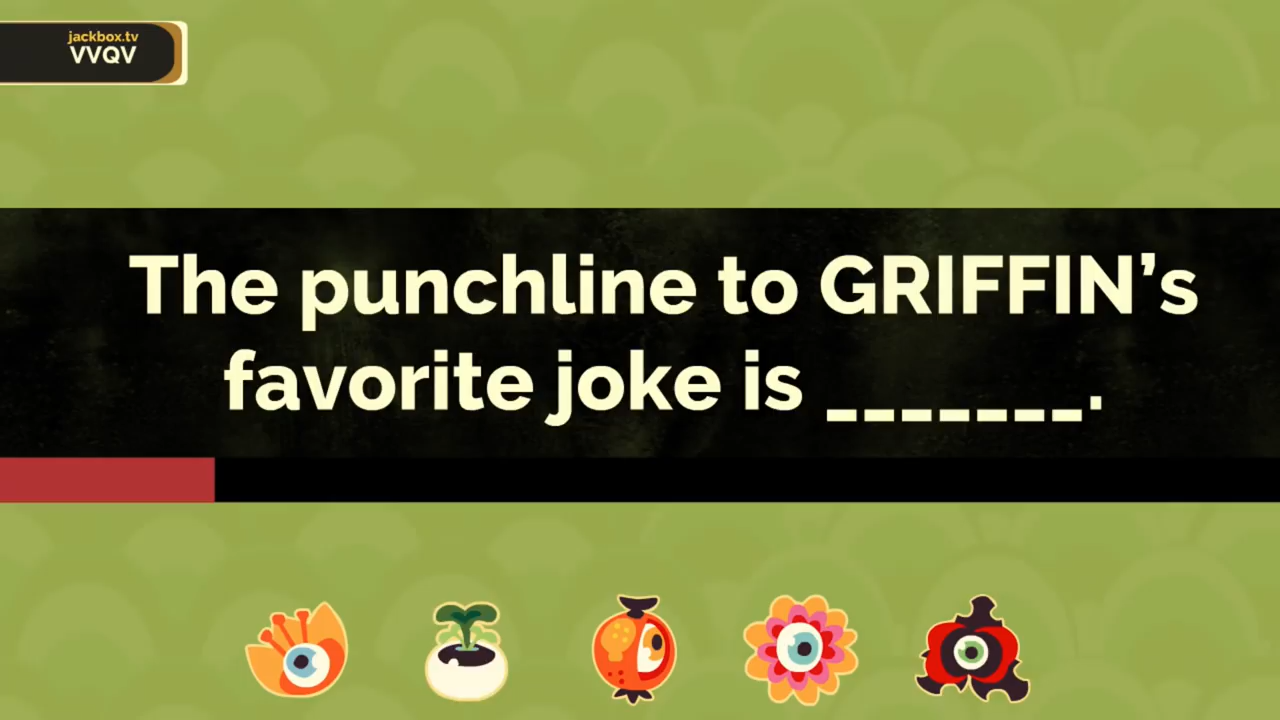 jackbox.tv
VVQV
The punchline to GRIFFIN’s
favorite joke is _______.